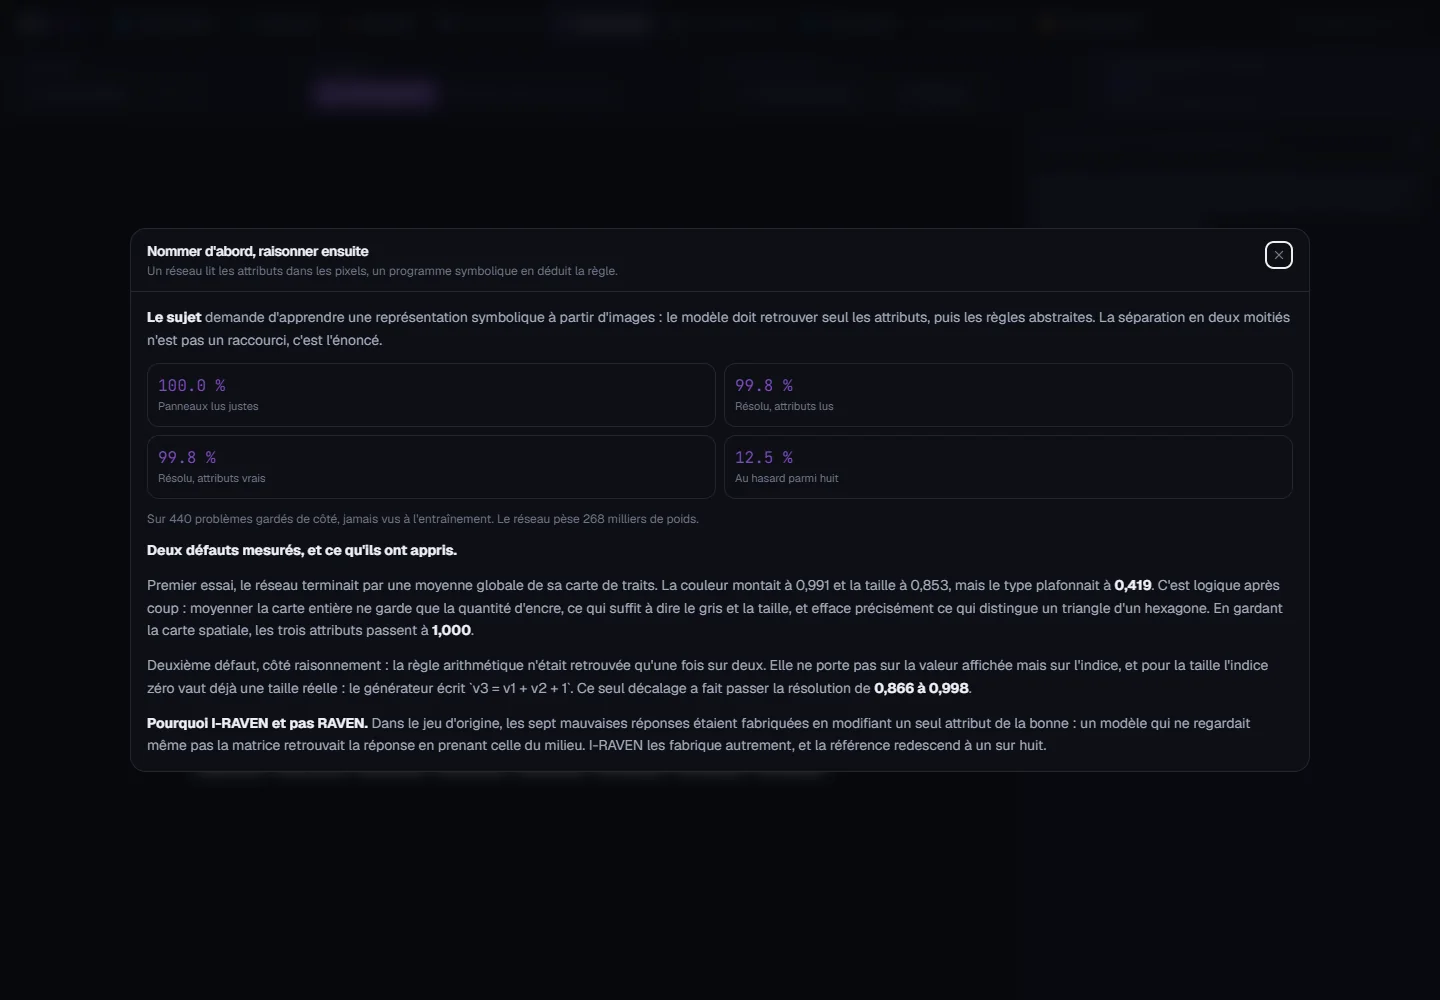 Nommer d'abord, raisonner ensuite
Un réseau lit les attributs dans les pixels, un programme symbolique en déduit la règle.
Le sujet demande d'apprendre une représentation symbolique à partir d'images : le modèle doit retrouver seul les attributs, puis les règles abstraites. La séparation en deux moitiés
n'est pas un raccourci, c'est l'énoncé.
100.0 %
Panneaux lus justes
99.8 %
Résolu, attributs lus
99.8 %
Résolu, attributs vrais
12.5 %
Au hasard parmi huit
Sur 440 problèmes gardés de côté, jamais vus à l'entraînement. Le réseau pèse 268 milliers de poids.
Deux défauts mesurés, et ce qu'ils ont appris.
Premier essai, le réseau terminait par une moyenne globale de sa carte de traits. La couleur montait à 0,991 et la taille à 0,853, mais le type plafonnait à 0,419. C'est logique après
coup : moyenner la carte entière ne garde que la quantité d'encre, ce qui suffit à dire le gris et la taille, et efface précisément ce qui distingue un triangle d'un hexagone. En gardant
la carte spatiale, les trois attributs passent à 1,000.
Deuxième défaut, côté raisonnement : la règle arithmétique n'était retrouvée qu'une fois sur deux. Elle ne porte pas sur la valeur affichée mais sur l'indice, et pour la taille l'indice
zéro vaut déjà une taille réelle : le générateur écrit `v3 = v1 + v2 + 1`. Ce seul décalage a fait passer la résolution de 0,866 à 0,998.
Pourquoi I-RAVEN et pas RAVEN. Dans le jeu d'origine, les sept mauvaises réponses étaient fabriquées en modifiant un seul attribut de la bonne : un modèle qui ne regardait
même pas la matrice retrouvait la réponse en prenant celle du milieu. I-RAVEN les fabrique autrement, et la référence redescend à un sur huit.